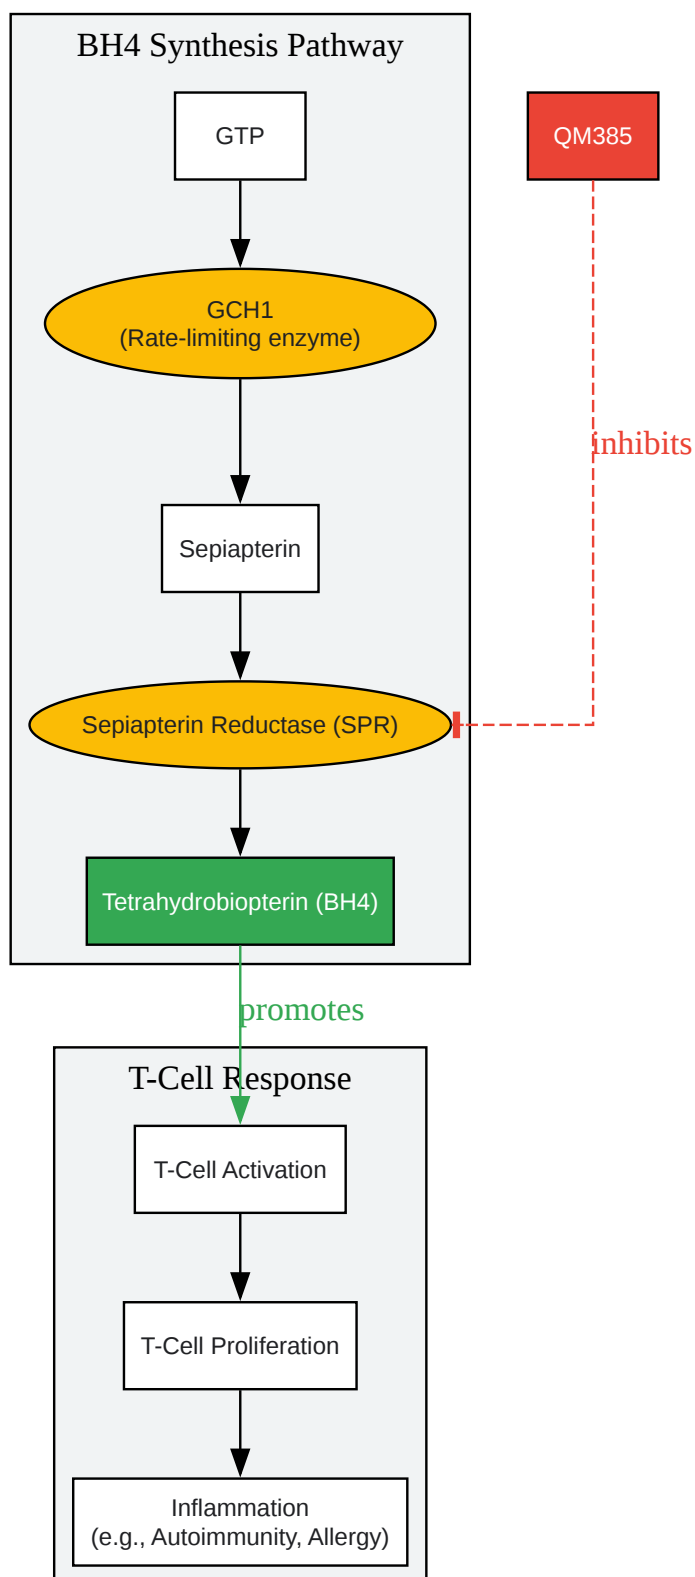 BH4 Synthesis Pathway
GTP
QM385
GCH1
(Rate-limiting enzyme)
inhibits
Sepiapterin
Sepiapterin Reductase (SPR)
Tetrahydrobiopterin (BH4)
promotes
T-Cell Response
T-Cell Activation
T-Cell Proliferation
Inflammation
(e.g., Autoimmunity, Allergy)